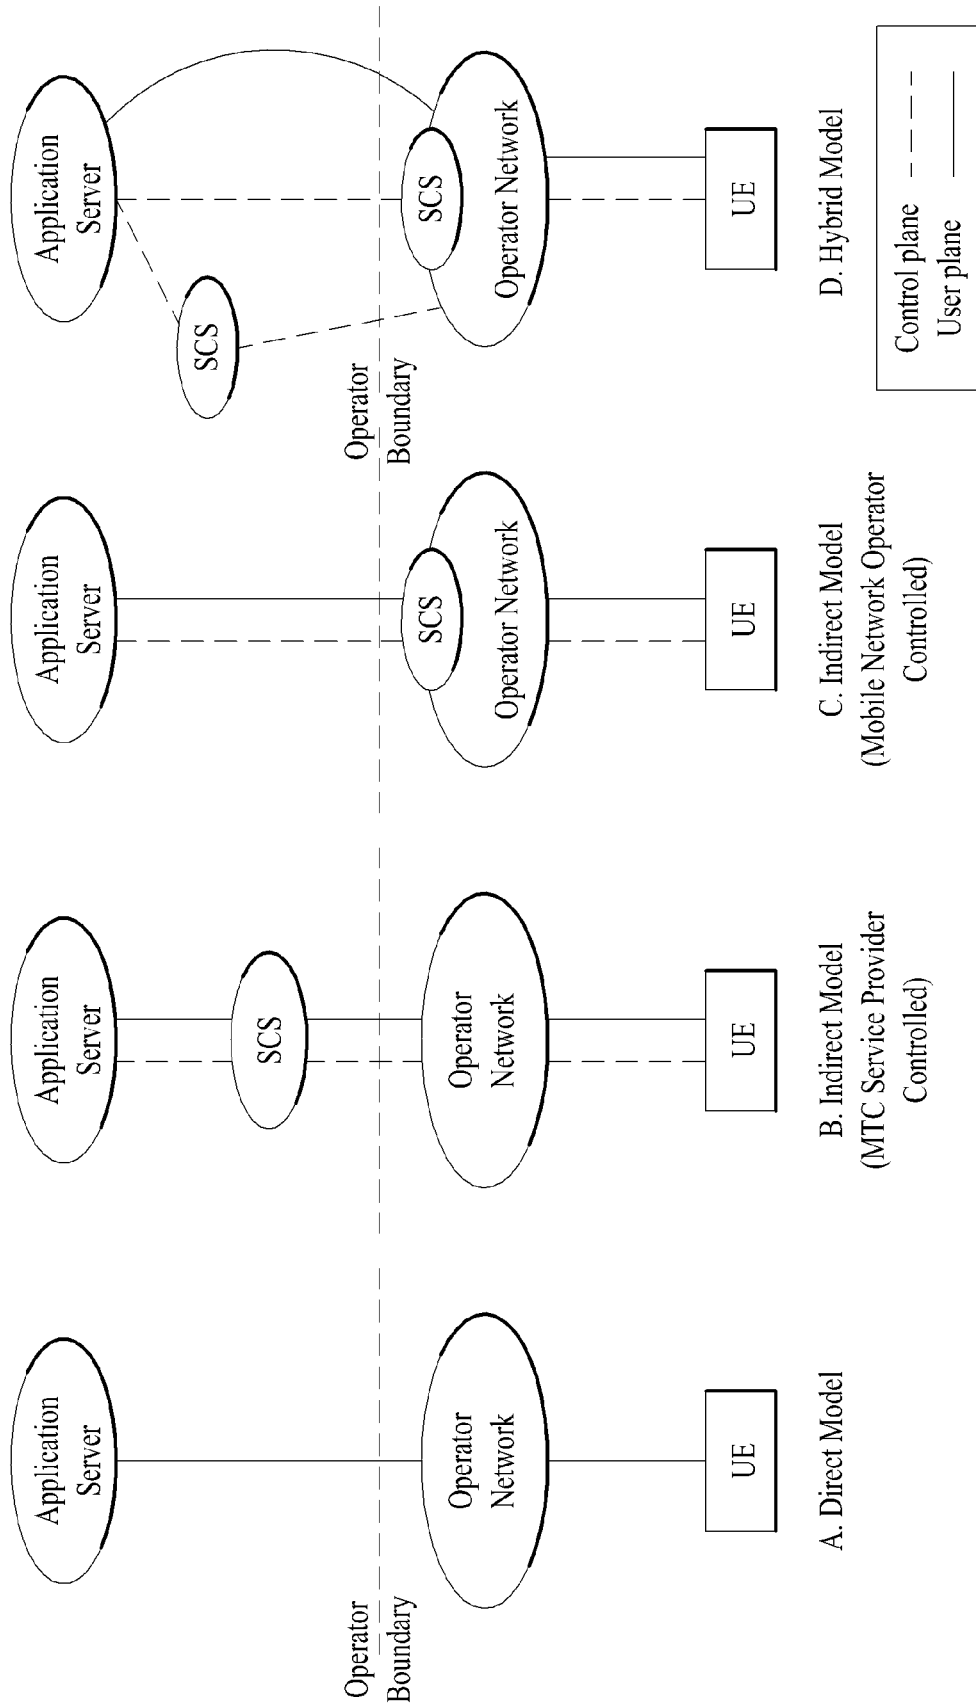 Application
Server
Operator
Boundary
Operator
Network
UE
A. Direct Model
Application
Server
SCS
Operator
Network
UE
B. Indirect Model
(MTC Service Provider
Controlled)
Application
Server
SCS
Operator Network
UE
C. Indirect Model
(Mobile Network Operator
Controlled)
Application
Server
SCS
Operator
Boundary
SCS
Operator Network
UE
D. Hybrid Model
Control plane
User plane